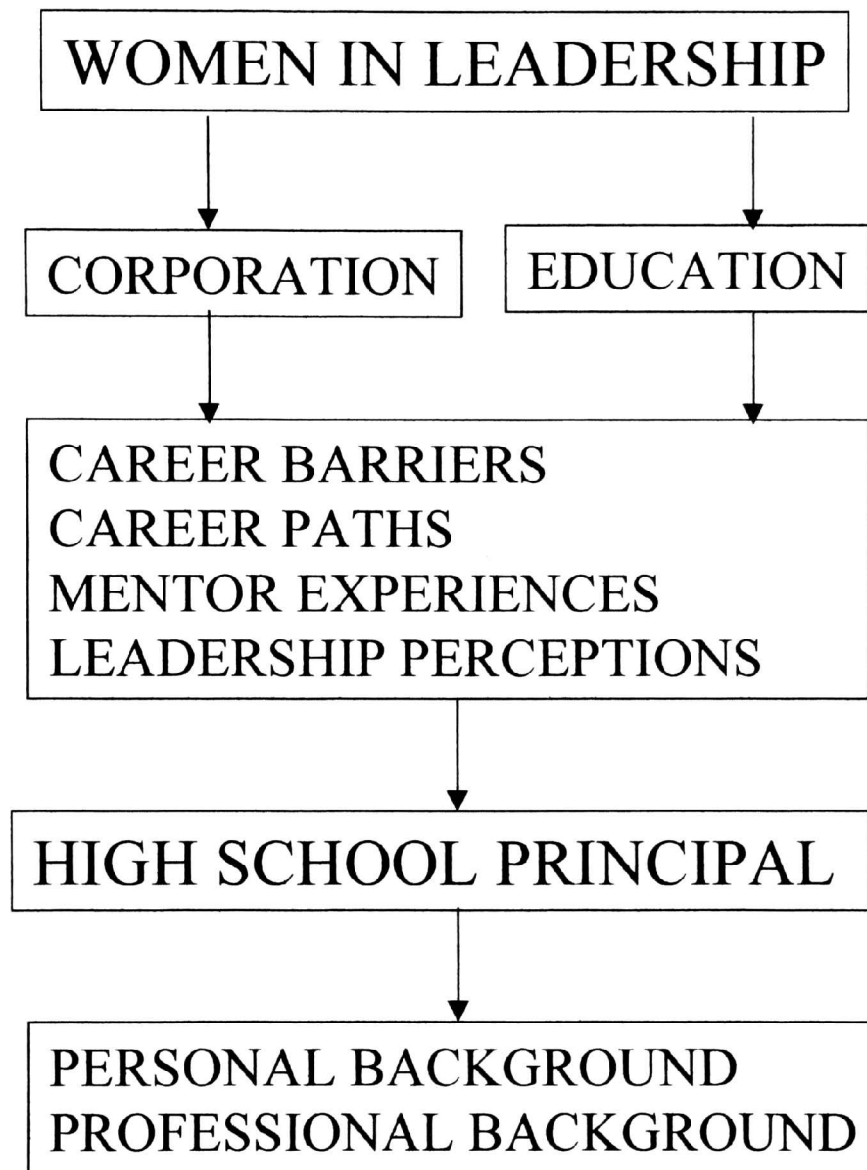 WOMEN IN LEADERSHIP
CORPORATION
EDUCATION
CAREER BARRIERS
CAREER PATHS
MENTOR EXPERIENCES
LEADERSHIP PERCEPTIONS
HIGH SCHOOL PRINCIPAL
PERSONAL BACKGROUND
PROFESSIONAL BACKGROUND